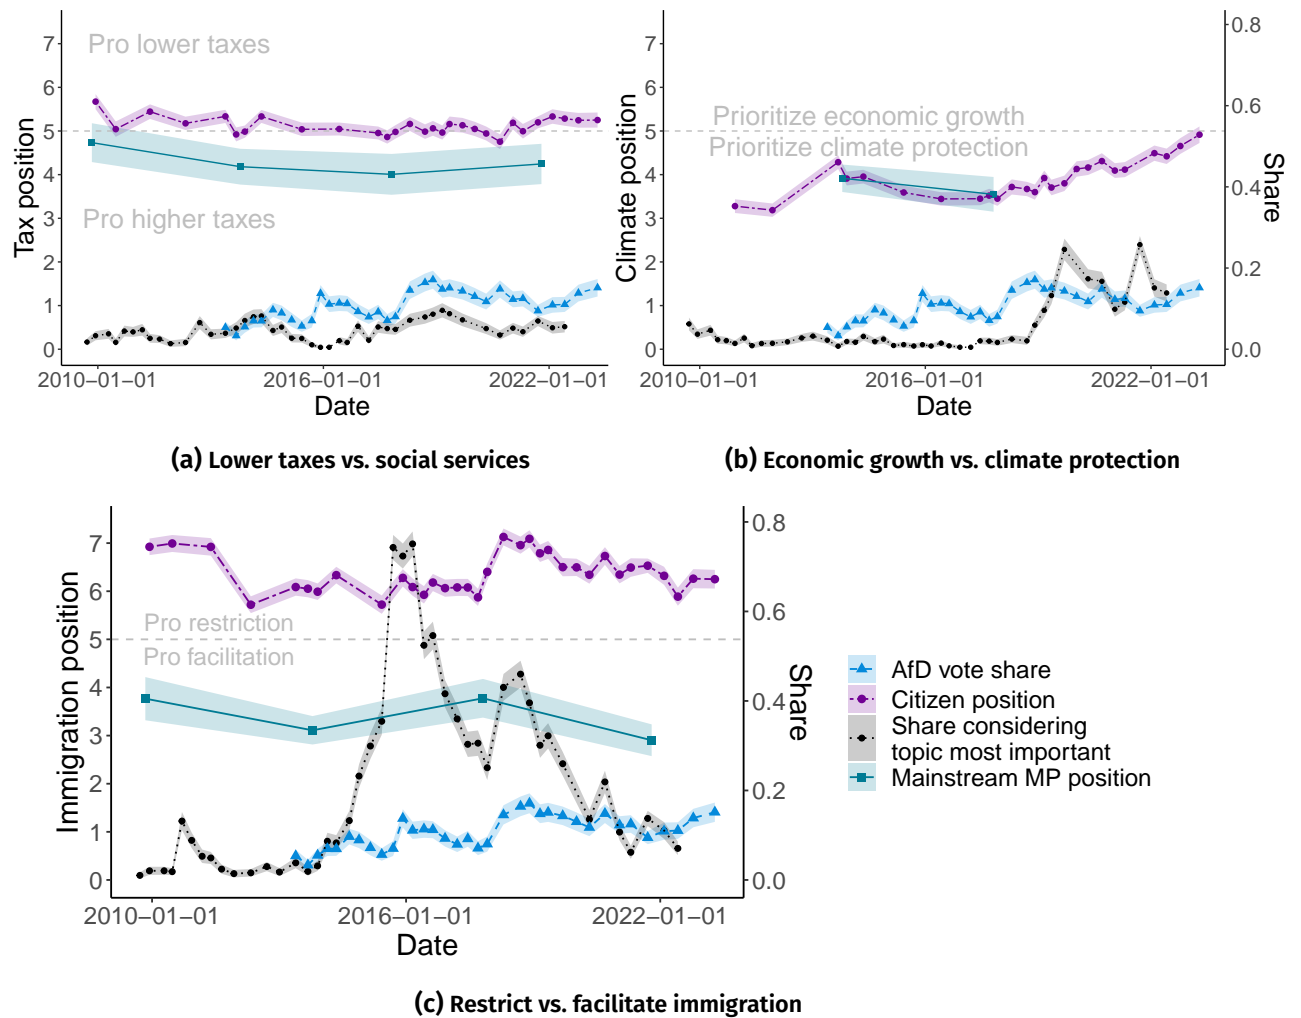 Pro lower taxes
Pro higher taxes
Tax position
7
6
5
4
3
2
1
0
2010−01−01
2016−01−01
2022−01−01
Date
(a) Lower taxes vs. social services
Prioritize economic growth
Prioritize climate protection
Climate position
7
6
5
4
3
2
1
0
0.8
0.6
0.4
0.2
0.0
Share
2010−01−01
2016−01−01
2022−01−01
Date
(b) Economic growth vs. climate protection
Pro restriction
Pro facilitation
Immigration position
7
6
5
4
3
2
1
0
0.8
0.6
0.4
0.2
0.0
Share
2010−01−01
2016−01−01
2022−01−01
Date
(c) Restrict vs. facilitate immigration
AfD vote share
Citizen position
Share considering
topic most important
Mainstream MP position